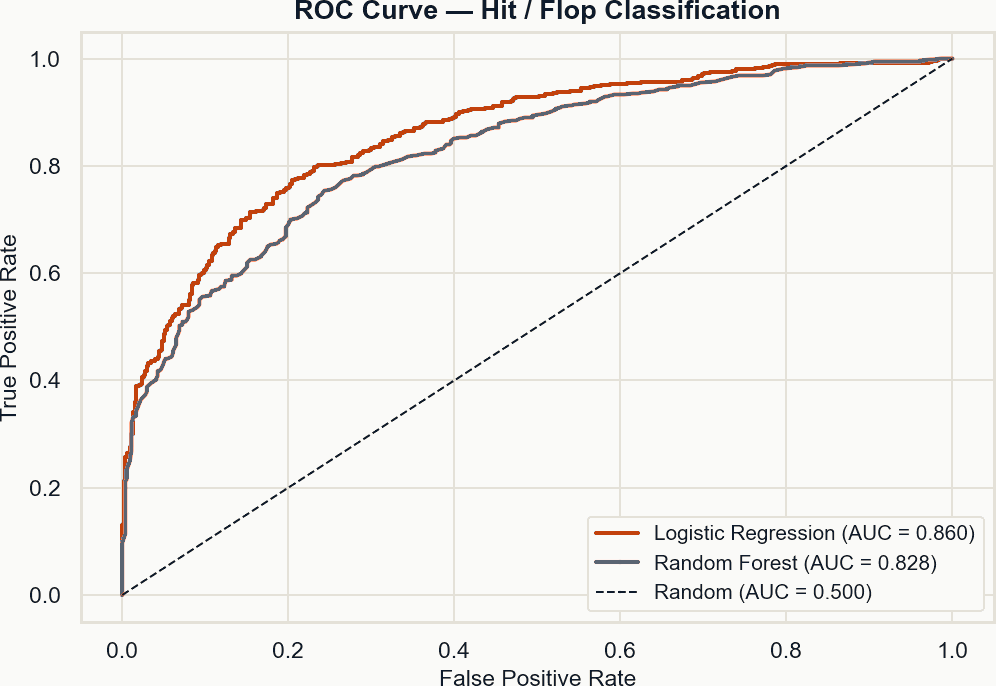 ROC Curve — Hit / Flop Classification
True Positive Rate
1.0
0.8
0.6
0.4
0.2
0.0
Logistic Regression (AUC = 0.860)
Random Forest (AUC = 0.828)
Random (AUC = 0.500)
0.0 0.2 0.4 0.6 0.8 1.0
False Positive Rate